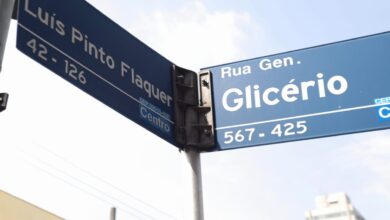 Luís Pinto Flaquer
42 - 126
Centro
Rua Gen.
Glicério
567 - 425